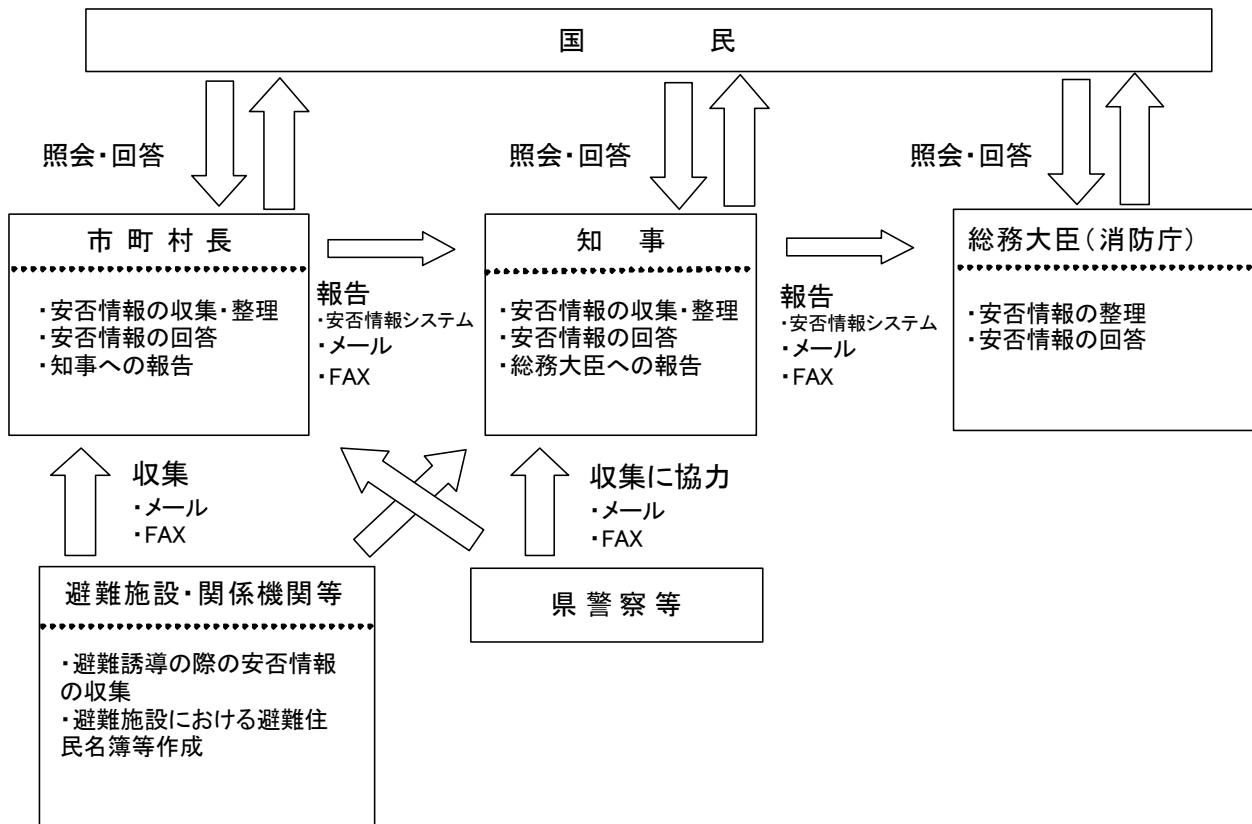 国　民
照会・回答
照会・回答
照会・回答
市町村長
・安否情報の収集・整理
・安否情報の回答
・知事への報告
報告
・安否情報システム
・メール
・FAX
知　事
・安否情報の収集・整理
・安否情報の回答
・総務大臣への報告
報告
・安否情報システム
・メール
・FAX
総務大臣（消防庁）
・安否情報の整理
・安否情報の回答
収集
・メール
・FAX
収集に協力
・メール
・FAX
避難施設・関係機関等
・避難誘導の際の安否情報
の収集
・避難施設における避難住
民名簿等作成
県警察等